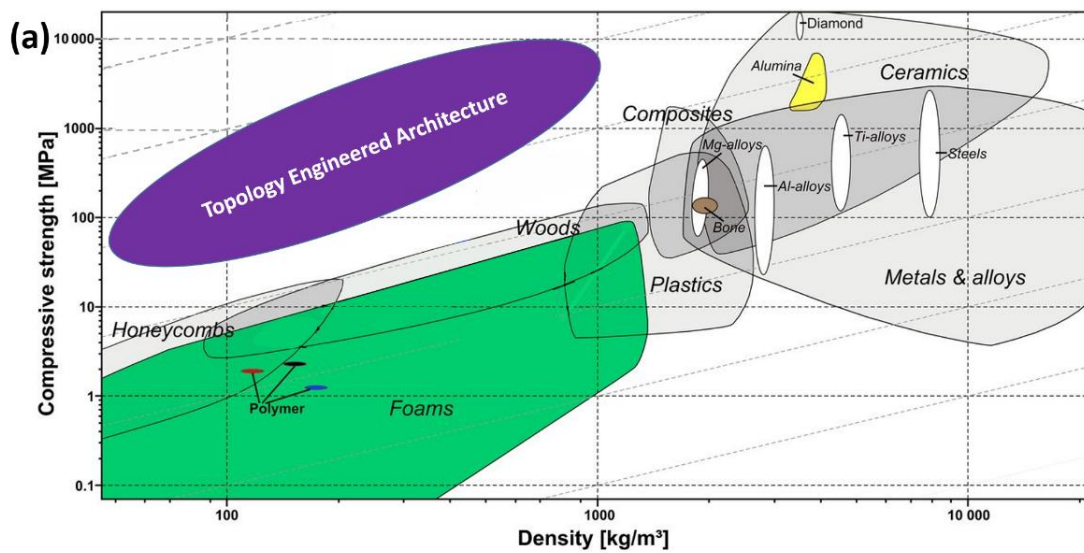 (a)
Compressive strength [MPa]
10 000
1000
100
10
1
0.1
Topology Engineered Architecture
Diamond
Alumina
Ceramics
Composites
Mg-alloys
Ti-alloys
Steels
Al-alloys
Bone
Woods
Plastics
Metals & alloys
Honeycombs
Polymer
Foams
100
1000
10 000
Density [kg/m³]